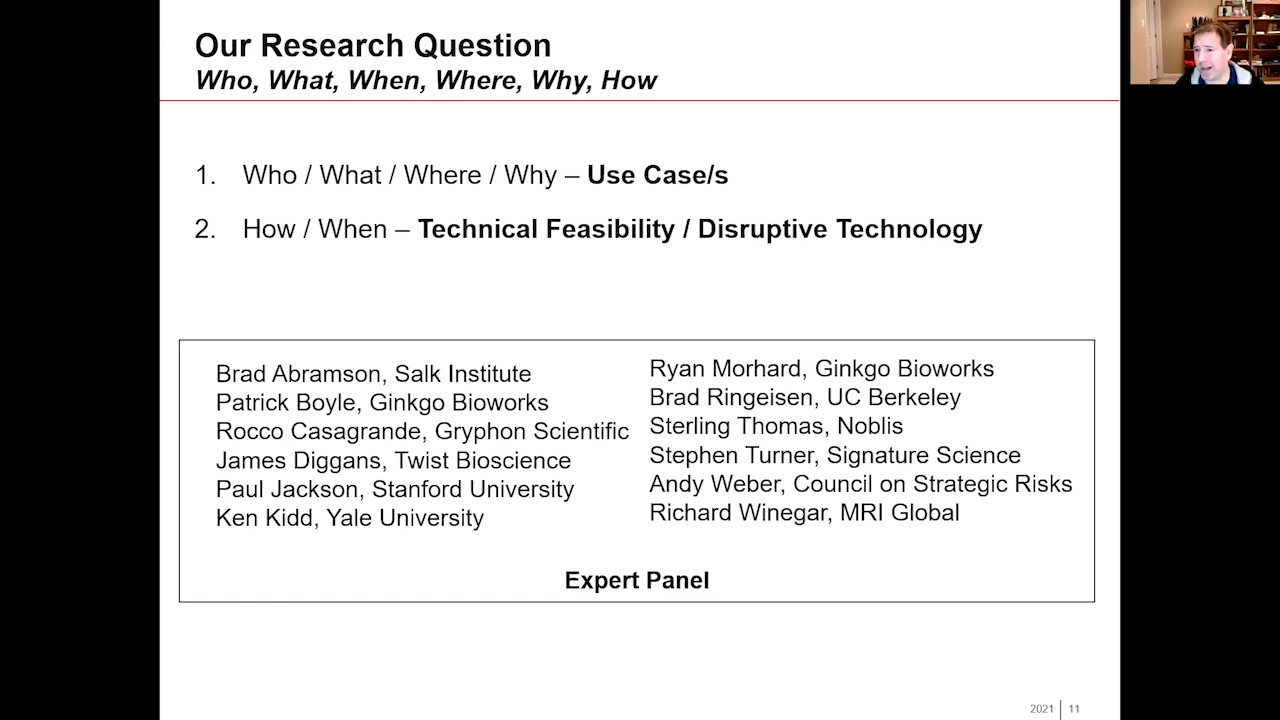 Our Research Question
Who, What, When, Where, Why, How
1. Who / What / Where / Why – Use Case/s
2. How / When – Technical Feasibility / Disruptive Technology
Brad Abramson, Salk Institute
Patrick Boyle, Ginkgo Bioworks
Rocco Casagrande, Gryphon Scientific
James Diggans, Twist Bioscience
Paul Jackson, Stanford University
Ken Kidd, Yale University
Ryan Morhard, Ginkgo Bioworks
Brad Ringeisen, UC Berkeley
Sterling Thomas, Noblis
Stephen Turner, Signature Science
Andy Weber, Council on Strategic Risks
Richard Winegar, MRI Global
Expert Panel
2021 | 11